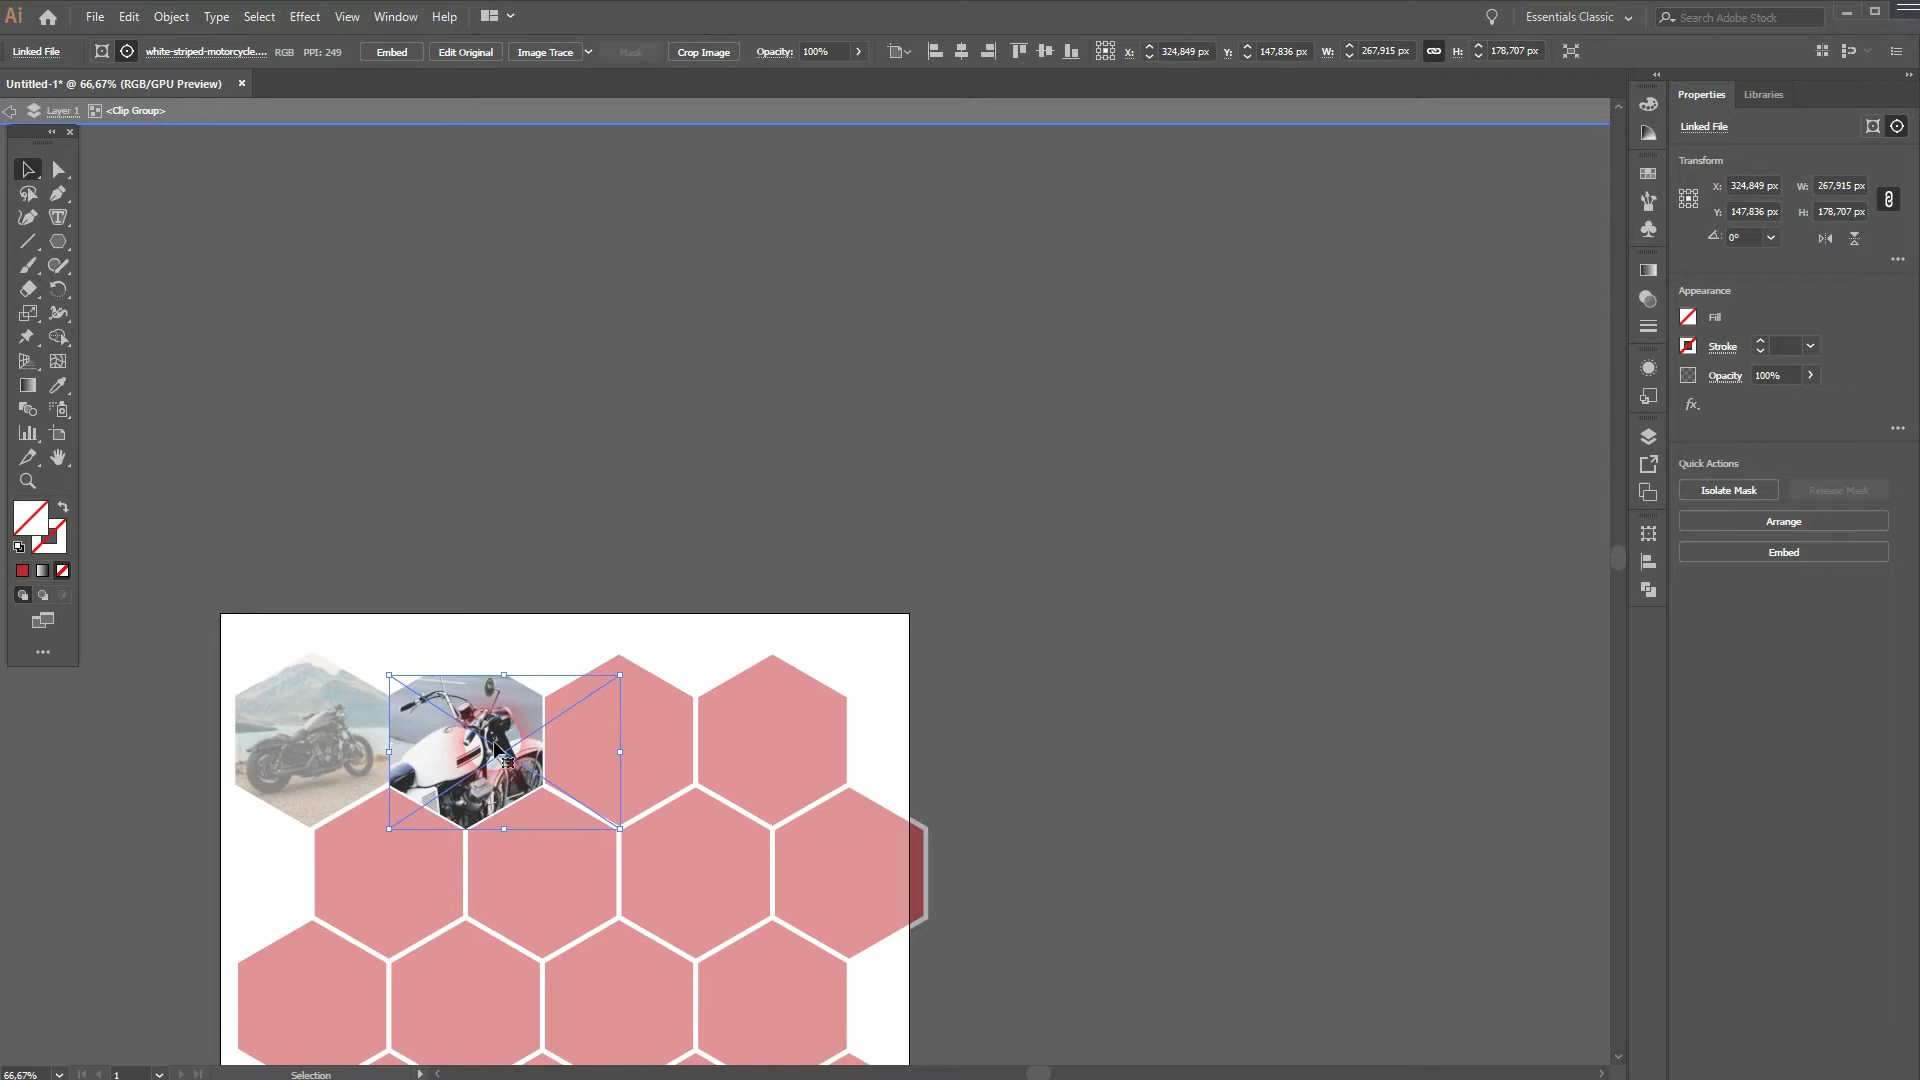 Ai File Edit Object Type Select Effect View Window Help Essentials Classic Search Adobe Stock
Linked File white-striped-motorcycle.... RGB PPI: 249 Embed Edit Original Image Trace Mask Crop Image Opacity: 100% X: 324,849 px Y: 147,836 px W: 267,915 px H: 178,707 px
Untitled-1* @ 66,67% (RGB/GPU Preview)
Layer 1 <Clip Group>
Properties Libraries
Linked File
Transform
X: 324,849 px W: 267,915 px
Y: 147,836 px H: 178,707 px
0°
Appearance
Fill
Stroke
Opacity 100%
fx.
Quick Actions
Isolate Mask Release Mask
Arrange
Embed
66,67% 1 Selection